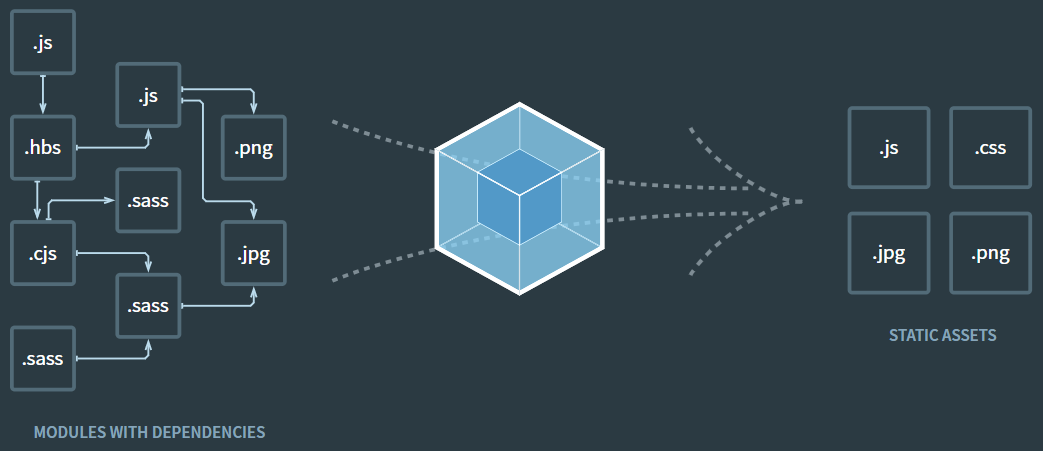 .js
.js
.hbs
.png
.sass
.cjs
.jpg
.sass
.sass
MODULES WITH DEPENDENCIES
.js
.css
.jpg
.png
STATIC ASSETS